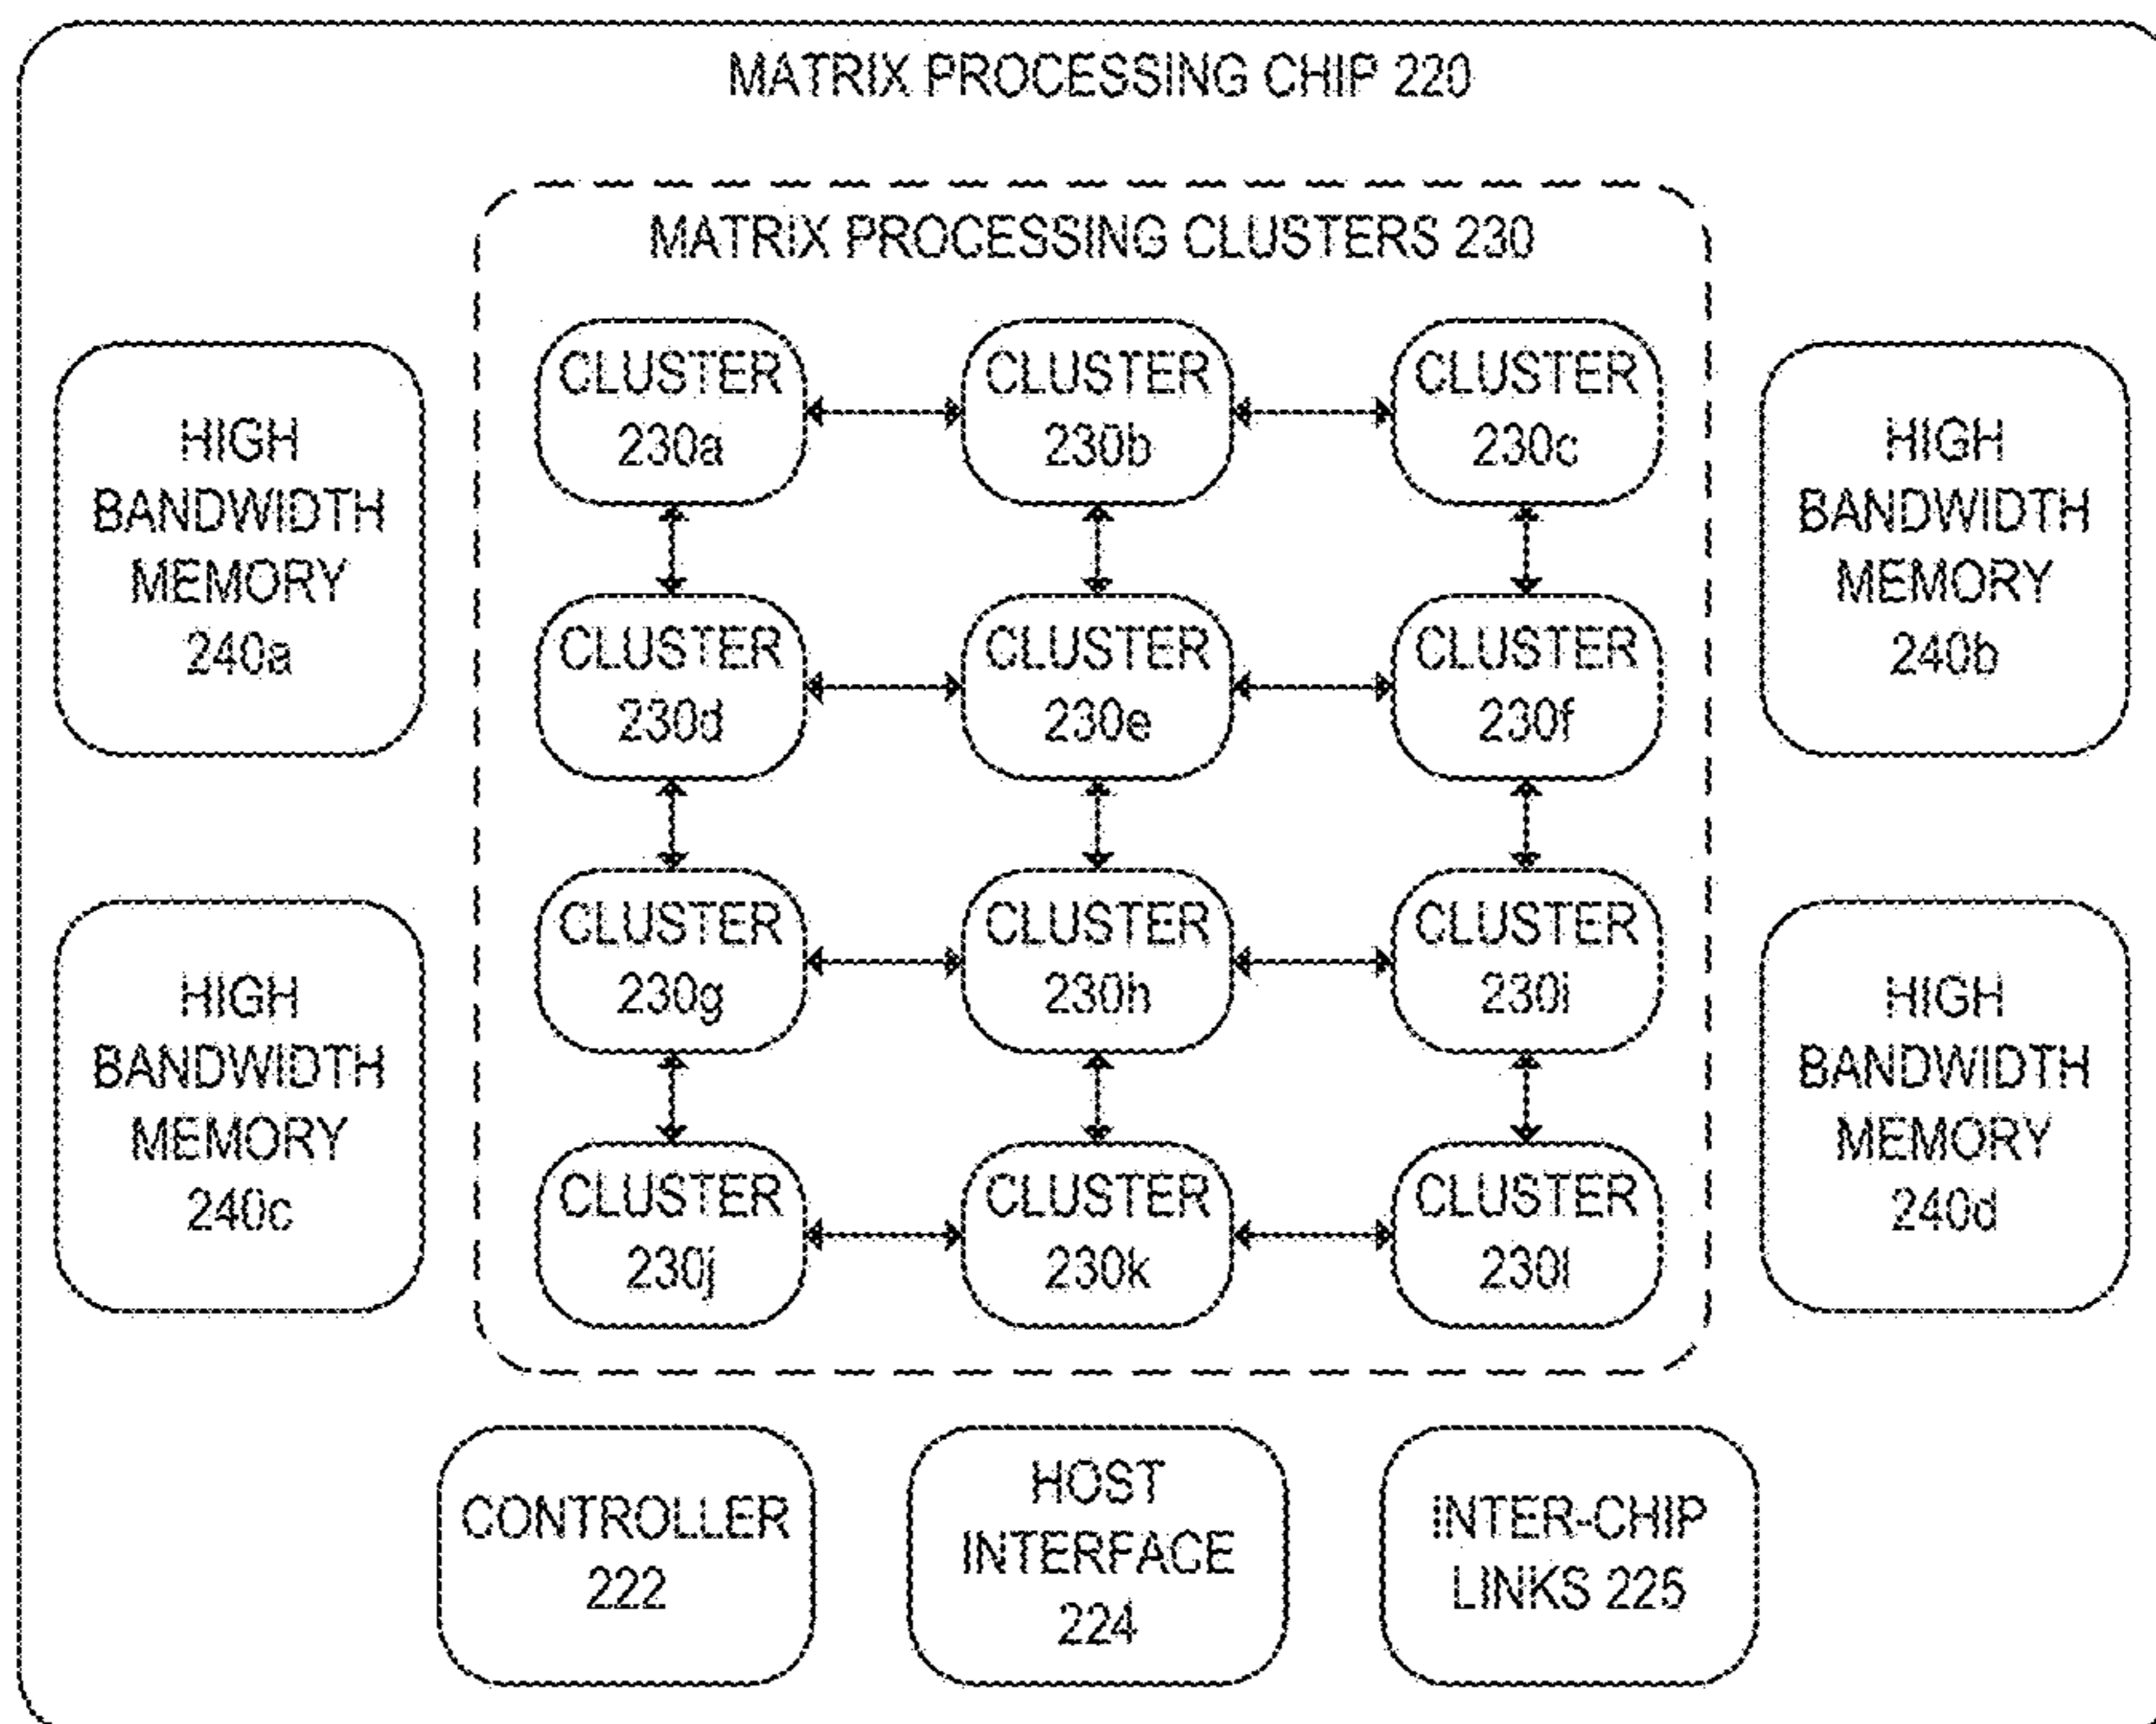 MATRIX PROCESSING CHIP 220
MATRIX PROCESSING CLUSTERS 230
CLUSTER
230a
CLUSTER
230b
CLUSTER
230c
HIGH
BANDWIDTH
MEMORY
240a
HIGH
BANDWIDTH
MEMORY
240b
CLUSTER
230d
CLUSTER
230e
CLUSTER
230f
CLUSTER
230g
CLUSTER
230h
CLUSTER
230i
HIGH
BANDWIDTH
MEMORY
240c
HIGH
BANDWIDTH
MEMORY
240d
CLUSTER
230j
CLUSTER
230k
CLUSTER
230l
CONTROLLER
222
HOST
INTERFACE
224
INTER-CHIP
LINKS 225